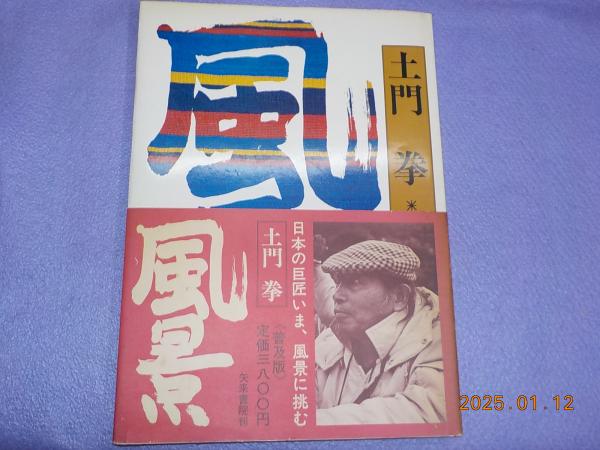 風
土門 拳
米
風景
土門 拳
日本の巨匠いま、風景に挑む
〈普及版〉
定価三八〇〇円
矢来書院刊
2025.01.12